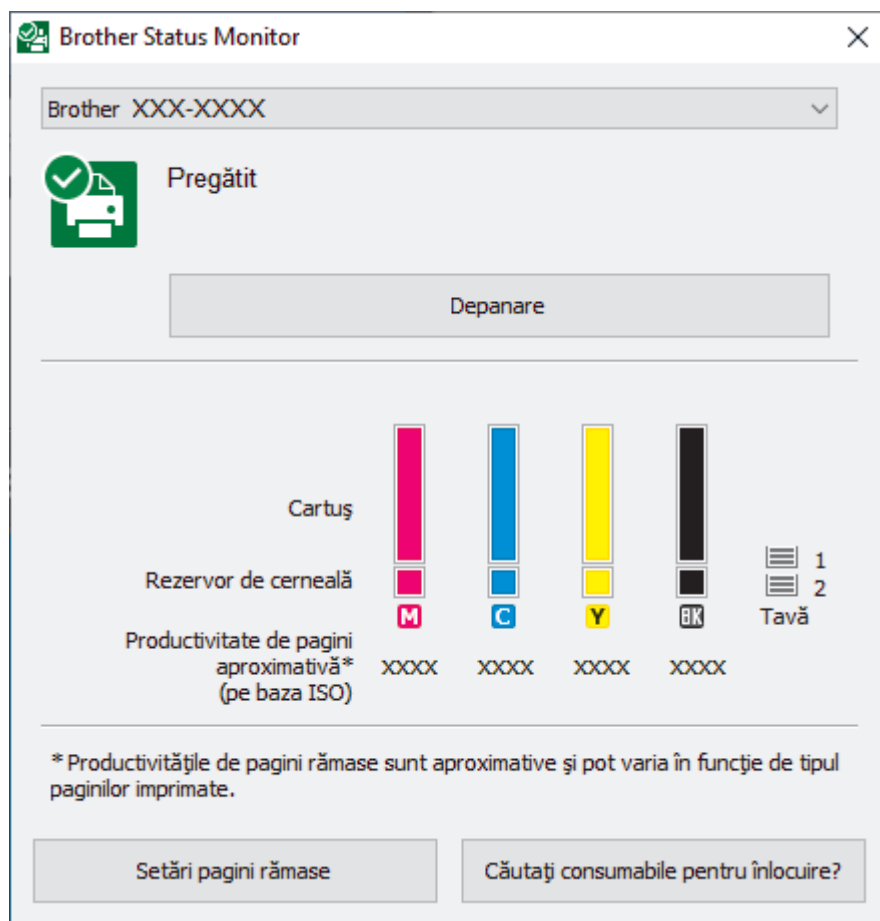 Brother Status Monitor
Brother XXX-XXXX
Pregătit
Depanare
Cartuş
Rezervor de cerneală
1
2
M C Y BK Tavă
Productivitate de pagini
aproximativă* XXXX XXXX XXXX XXXX
(pe baza ISO)
* Productivităţile de pagini rămase sunt aproximative şi pot varia în funcţie de tipul
paginilor imprimate.
Setări pagini rămase
Căutaţi consumabile pentru înlocuire?